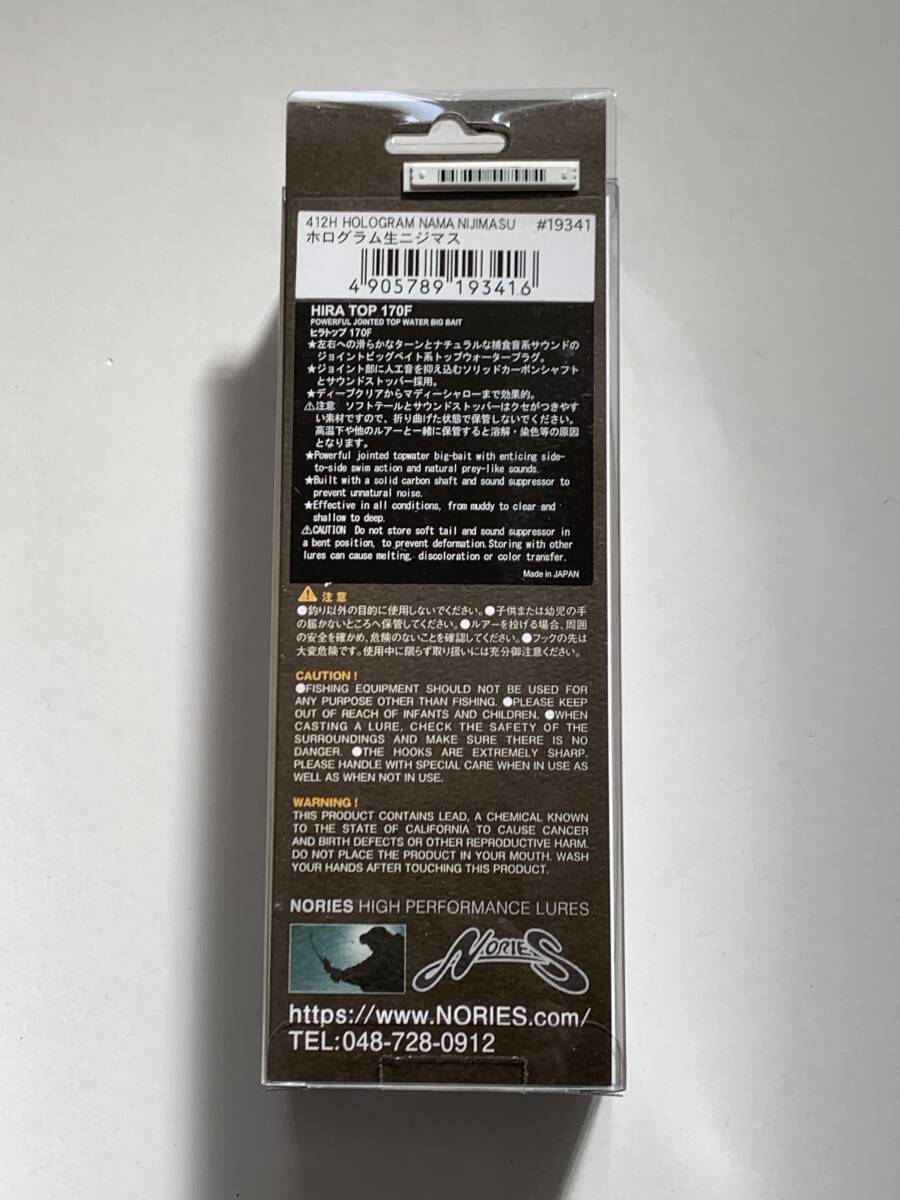 412H HOLOGRAM NAMA NIJIMASU #19341
ホログラム生ニジマス
4 905789 193416
HIRA TOP 170F
POWERFUL JOINTED TOP WATER BIG BAIT
ヒラトップ 170F
★左右への滑らかなターンとナチュラルな捕食音系サウンドの
ジョイントビッグベイト系トップウォータープラグ。
★ジョイント部に人工音を抑え込むソリッドカーボンシャフト
とサウンドストッパー採用。
★ディープクリアからマディーシャローまで効果的。
⚠注意 ソフトテールとサウンドストッパーはクセがつきやす
い素材ですので、折り曲げた状態で保管しないでください。
高温下や他のルアーと一緒に保管すると溶解・染色等の原因
となります。
★Powerful jointed topwater big-bait with enticing side-
to-side swim action and natural prey-like sounds.
★Built with a solid carbon shaft and sound suppressor to
prevent unnatural noise.
★Effective in all conditions, from muddy to clear and
shallow to deep.
⚠CAUTION Do not store soft tail and sound suppressor in
a bent position, to prevent deformation. Storing with other
lures can cause melting, discoloration or color transfer.
Made in JAPAN
⚠ 注意
●釣り以外の目的に使用しないでください。●子供または幼児の手
の届かないところへ保管してください。●ルアーを投げる場合、周囲
の安全を確かめ、危険のないことを確認してください。●フックの先は
大変危険です。使用中に限らず取り扱いには充分御注意ください。
CAUTION !
●FISHING EQUIPMENT SHOULD NOT BE USED FOR
ANY PURPOSE OTHER THAN FISHING. ●PLEASE KEEP
OUT OF REACH OF INFANTS AND CHILDREN. ●WHEN
CASTING A LURE, CHECK THE SAFETY OF THE
SURROUNDINGS AND MAKE SURE THERE IS NO
DANGER. ●THE HOOKS ARE EXTREMELY SHARP.
PLEASE HANDLE WITH SPECIAL CARE WHEN IN USE AS
WELL AS WHEN NOT IN USE.
WARNING !
THIS PRODUCT CONTAINS LEAD, A CHEMICAL KNOWN
TO THE STATE OF CALIFORNIA TO CAUSE CANCER
AND BIRTH DEFECTS OR OTHER REPRODUCTIVE HARM.
DO NOT PLACE THE PRODUCT IN YOUR MOUTH. WASH
YOUR HANDS AFTER TOUCHING THIS PRODUCT.
NORIES HIGH PERFORMANCE LURES
NORIES
https://www.NORIES.com/
TEL:048-728-0912